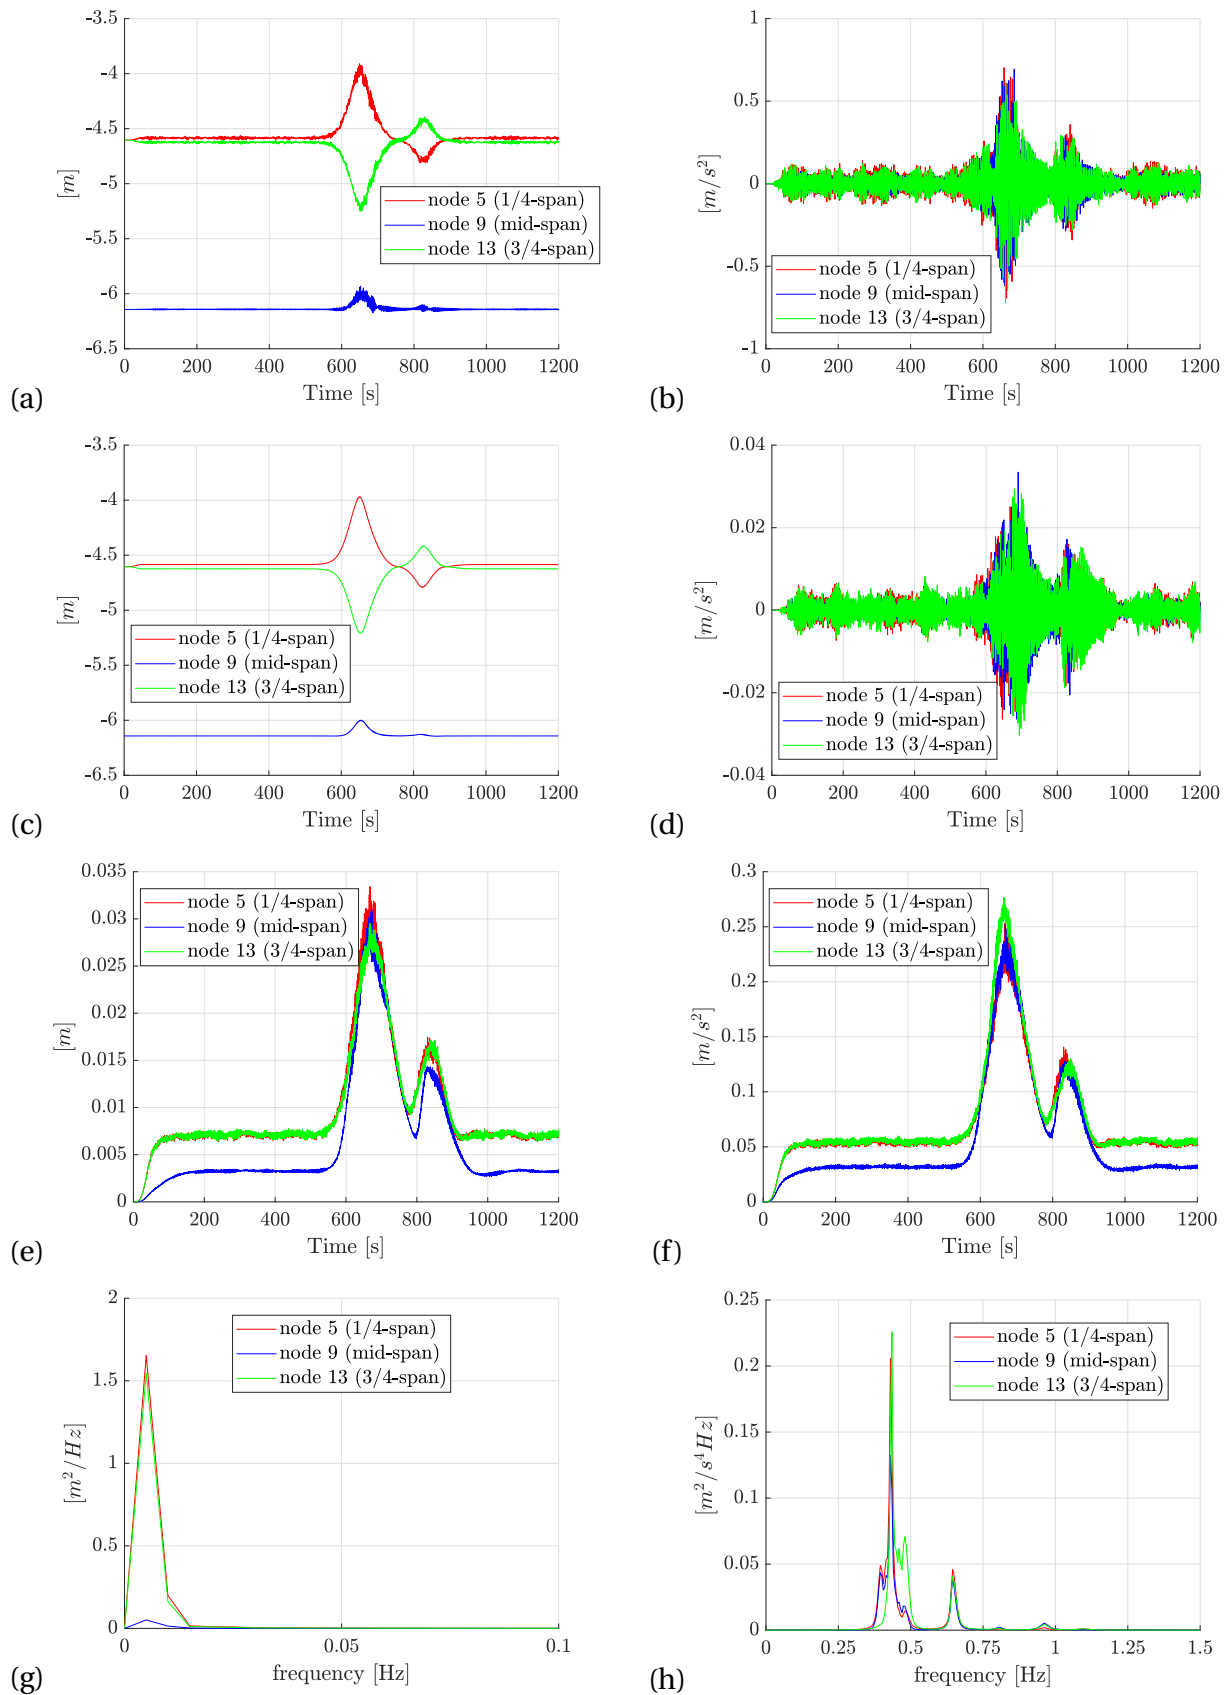 -3.5
-4
-4.5
-5
-5.5
-6
-6.5
[m]
node 5 (1/4-span)
node 9 (mid-span)
node 13 (3/4-span)
0 200 400 600 800 1000 1200
Time [s]
(a)
1
0.5
0
-0.5
-1
[m/s²]
node 5 (1/4-span)
node 9 (mid-span)
node 13 (3/4-span)
0 200 400 600 800 1000 1200
Time [s]
(b)
-3.5
-4
-4.5
-5
-5.5
-6
-6.5
[m]
node 5 (1/4-span)
node 9 (mid-span)
node 13 (3/4-span)
0 200 400 600 800 1000 1200
Time [s]
(c)
0.04
0.02
0
-0.02
-0.04
[m/s²]
node 5 (1/4-span)
node 9 (mid-span)
node 13 (3/4-span)
0 200 400 600 800 1000 1200
Time [s]
(d)
0.035
0.03
0.025
0.02
0.015
0.01
0.005
0
[m]
node 5 (1/4-span)
node 9 (mid-span)
node 13 (3/4-span)
0 200 400 600 800 1000 1200
Time [s]
(e)
0.3
0.25
0.2
0.15
0.1
0.05
0
[m/s²]
node 5 (1/4-span)
node 9 (mid-span)
node 13 (3/4-span)
0 200 400 600 800 1000 1200
Time [s]
(f)
2
1.5
1
0.5
0
[m²/Hz]
node 5 (1/4-span)
node 9 (mid-span)
node 13 (3/4-span)
0 0.05 0.1
frequency [Hz]
(g)
0.25
0.2
0.15
0.1
0.05
0
[m²/s⁴Hz]
node 5 (1/4-span)
node 9 (mid-span)
node 13 (3/4-span)
0 0.25 0.5 0.75 1 1.25 1.5
frequency [Hz]
(h)